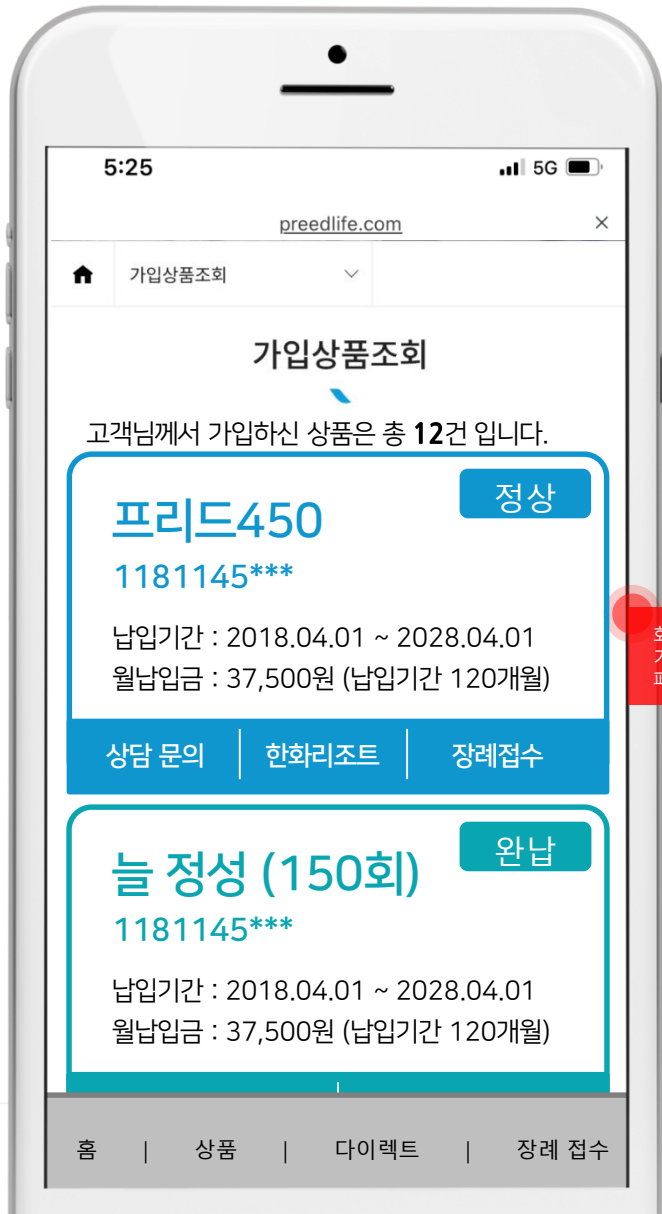 5:25 5G
preedlife.com ×
가입상품조회
가입상품조회
고객님께서 가입하신 상품은 총 12건 입니다.
프리드450 정상
1181145***
납입기간 : 2018.04.01 ~ 2028.04.01
월납입금 : 37,500원 (납입기간 120개월)
상담 문의 한화리조트 장례접수
늘 정성 (150회) 완납
1181145***
납입기간 : 2018.04.01 ~ 2028.04.01
월납입금 : 37,500원 (납입기간 120개월)
홈 | 상품 | 다이렉트 | 장례 접수